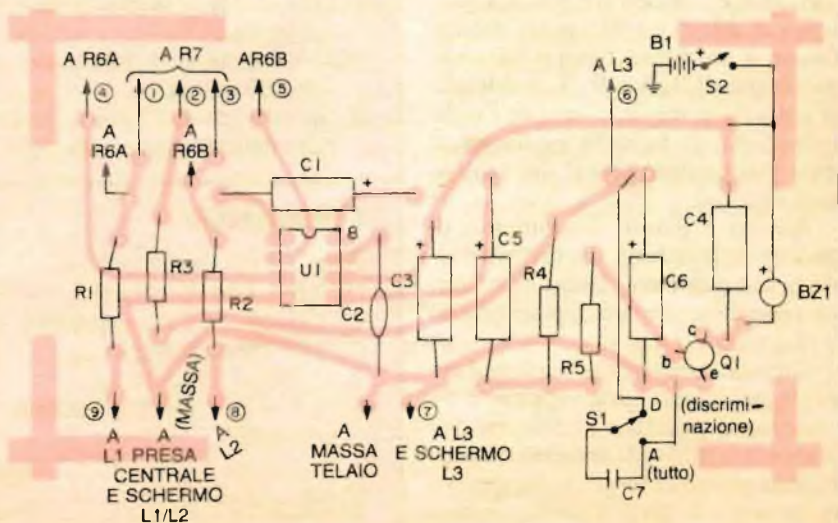 A R6A
A R7
AR6B
④
①
②
③
⑤
A
R6A
A
R6B
A L3
⑥
B1
+
S2
C1
+
8
U1
R1
R3
R2
C2
+
C3
+
C5
R4
R5
+
C6
C4
+
BZ1
c
b
e
Q1
⑨
A
L1 PRESA
CENTRALE
E SCHERMO
L1/L2
A
(MASSA)
⑧
A L2
A
MASSA
TELAIO
⑦
A L3
E SCHERMO
L3
S1
D
(discrimi-
nazione)
A
(tutto)
C7